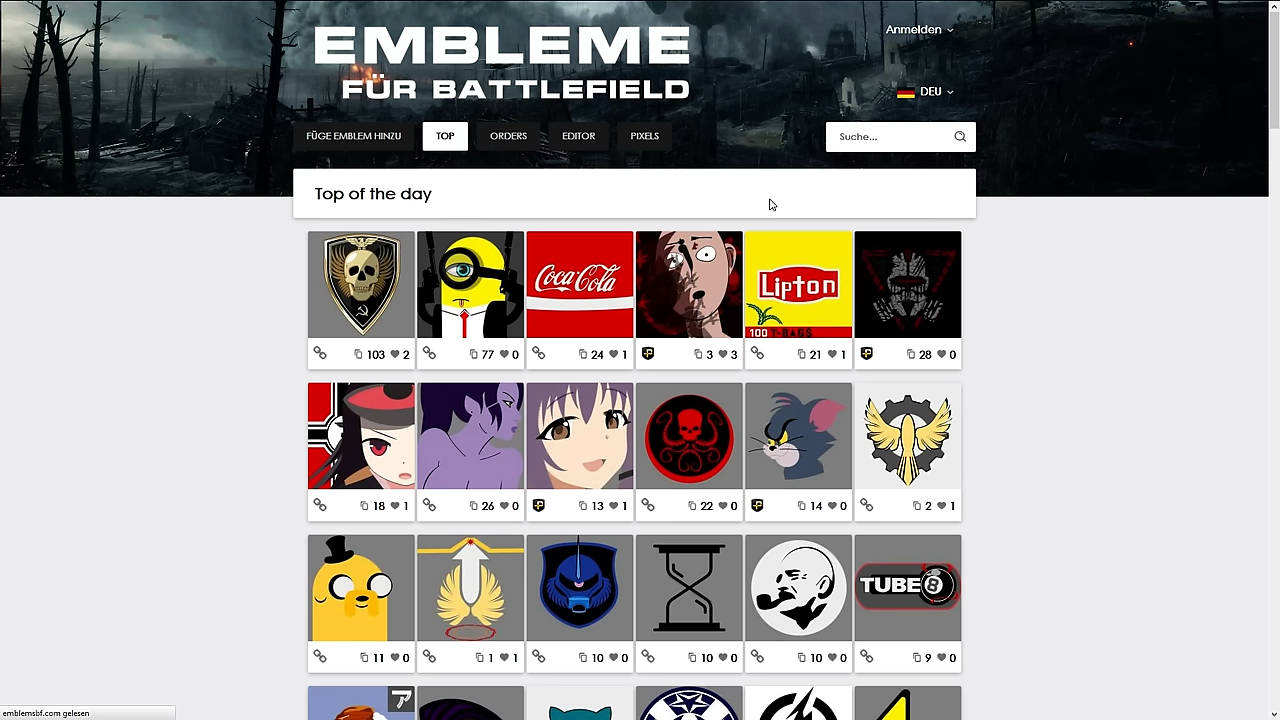 EMBLEME
FÜR BATTLEFIELD
Anmelden
DEU
FÜGE EMBLEM HINZU
TOP
ORDERS
EDITOR
PIXELS
Suche...
Top of the day
Coca-Cola
Lipton
100 T-BAGS
103 2
77 0
24 1
3 3
21 1
28 0
18 1
26 0
13 1
22 0
14 0
2 1
TUBE8
11 0
1 1
10 0
10 0
10 0
9 0
ア
emblemsbf.com gelesen